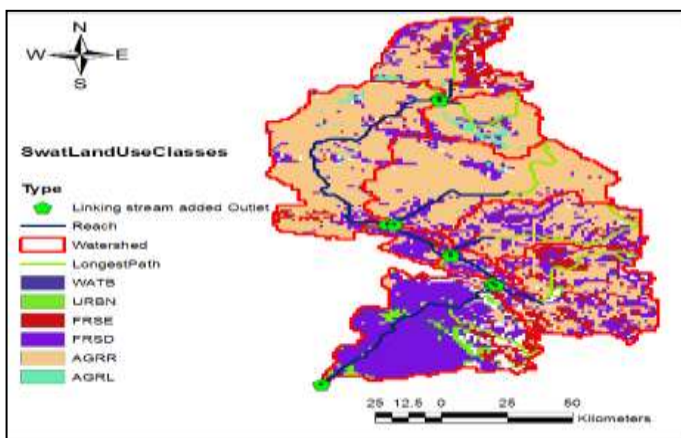 N
W E
S
SwatLandUseClasses
Type
Linking stream added Outlet
Reach
Watershed
LongestPath
WATB
URBN
FRSE
FRSD
AGRR
AGRL
25 12.5 0 25 50
Kilometers